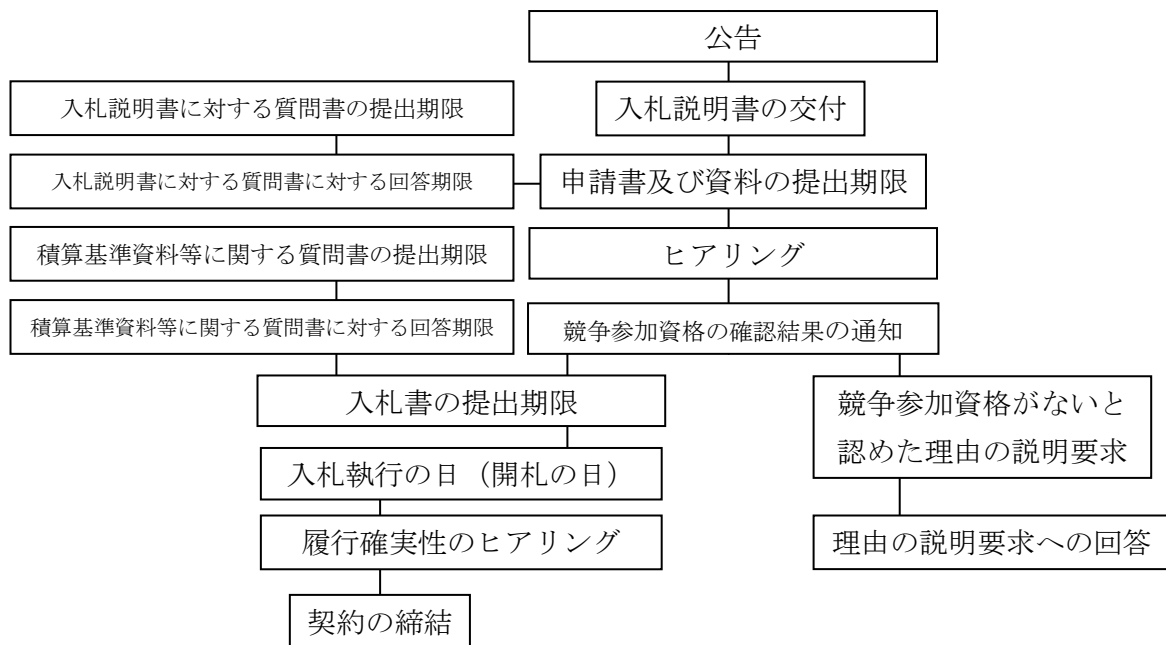 公告
入札説明書に対する質問書の提出期限
入札説明書の交付
入札説明書に対する質問書に対する回答期限
申請書及び資料の提出期限
積算基準資料等に関する質問書の提出期限
ヒアリング
積算基準資料等に関する質問書に対する回答期限
競争参加資格の確認結果の通知
入札書の提出期限
競争参加資格がないと
認めた理由の説明要求
入札執行の日（開札の日）
履行確実性のヒアリング
理由の説明要求への回答
契約の締結